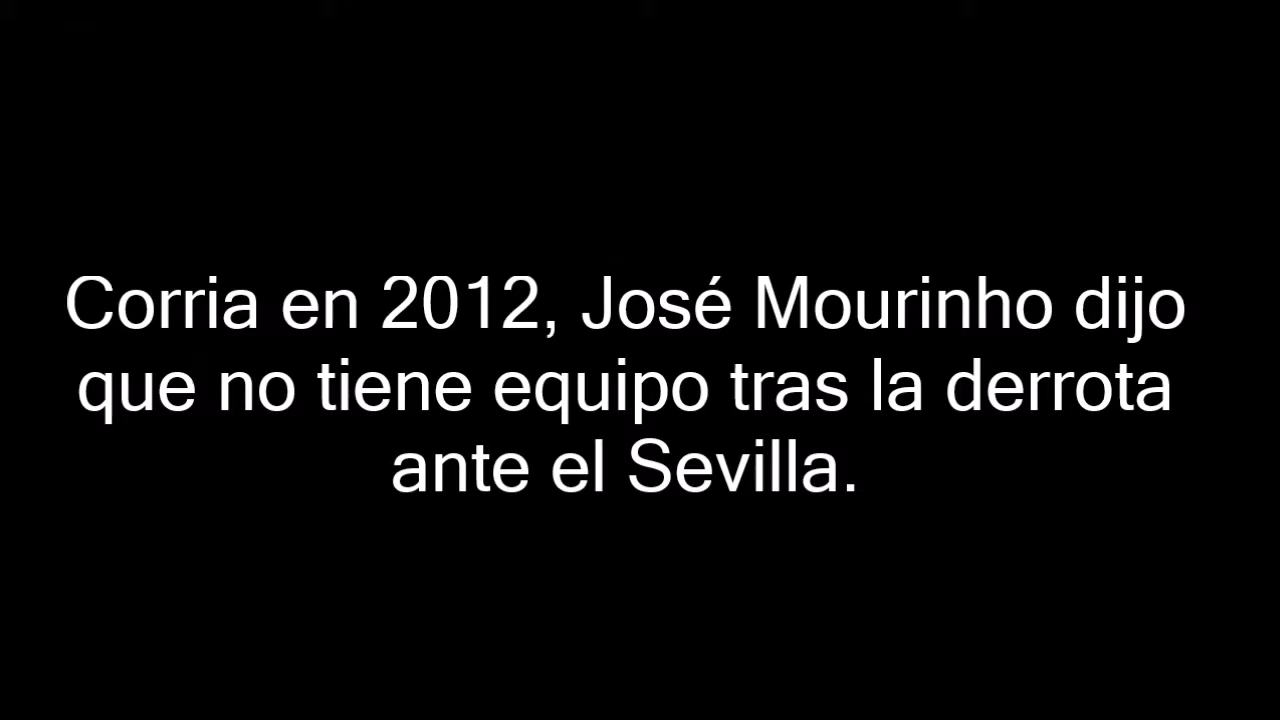 Corria en 2012, José Mourinho dijo
que no tiene equipo tras la derrota
ante el Sevilla.